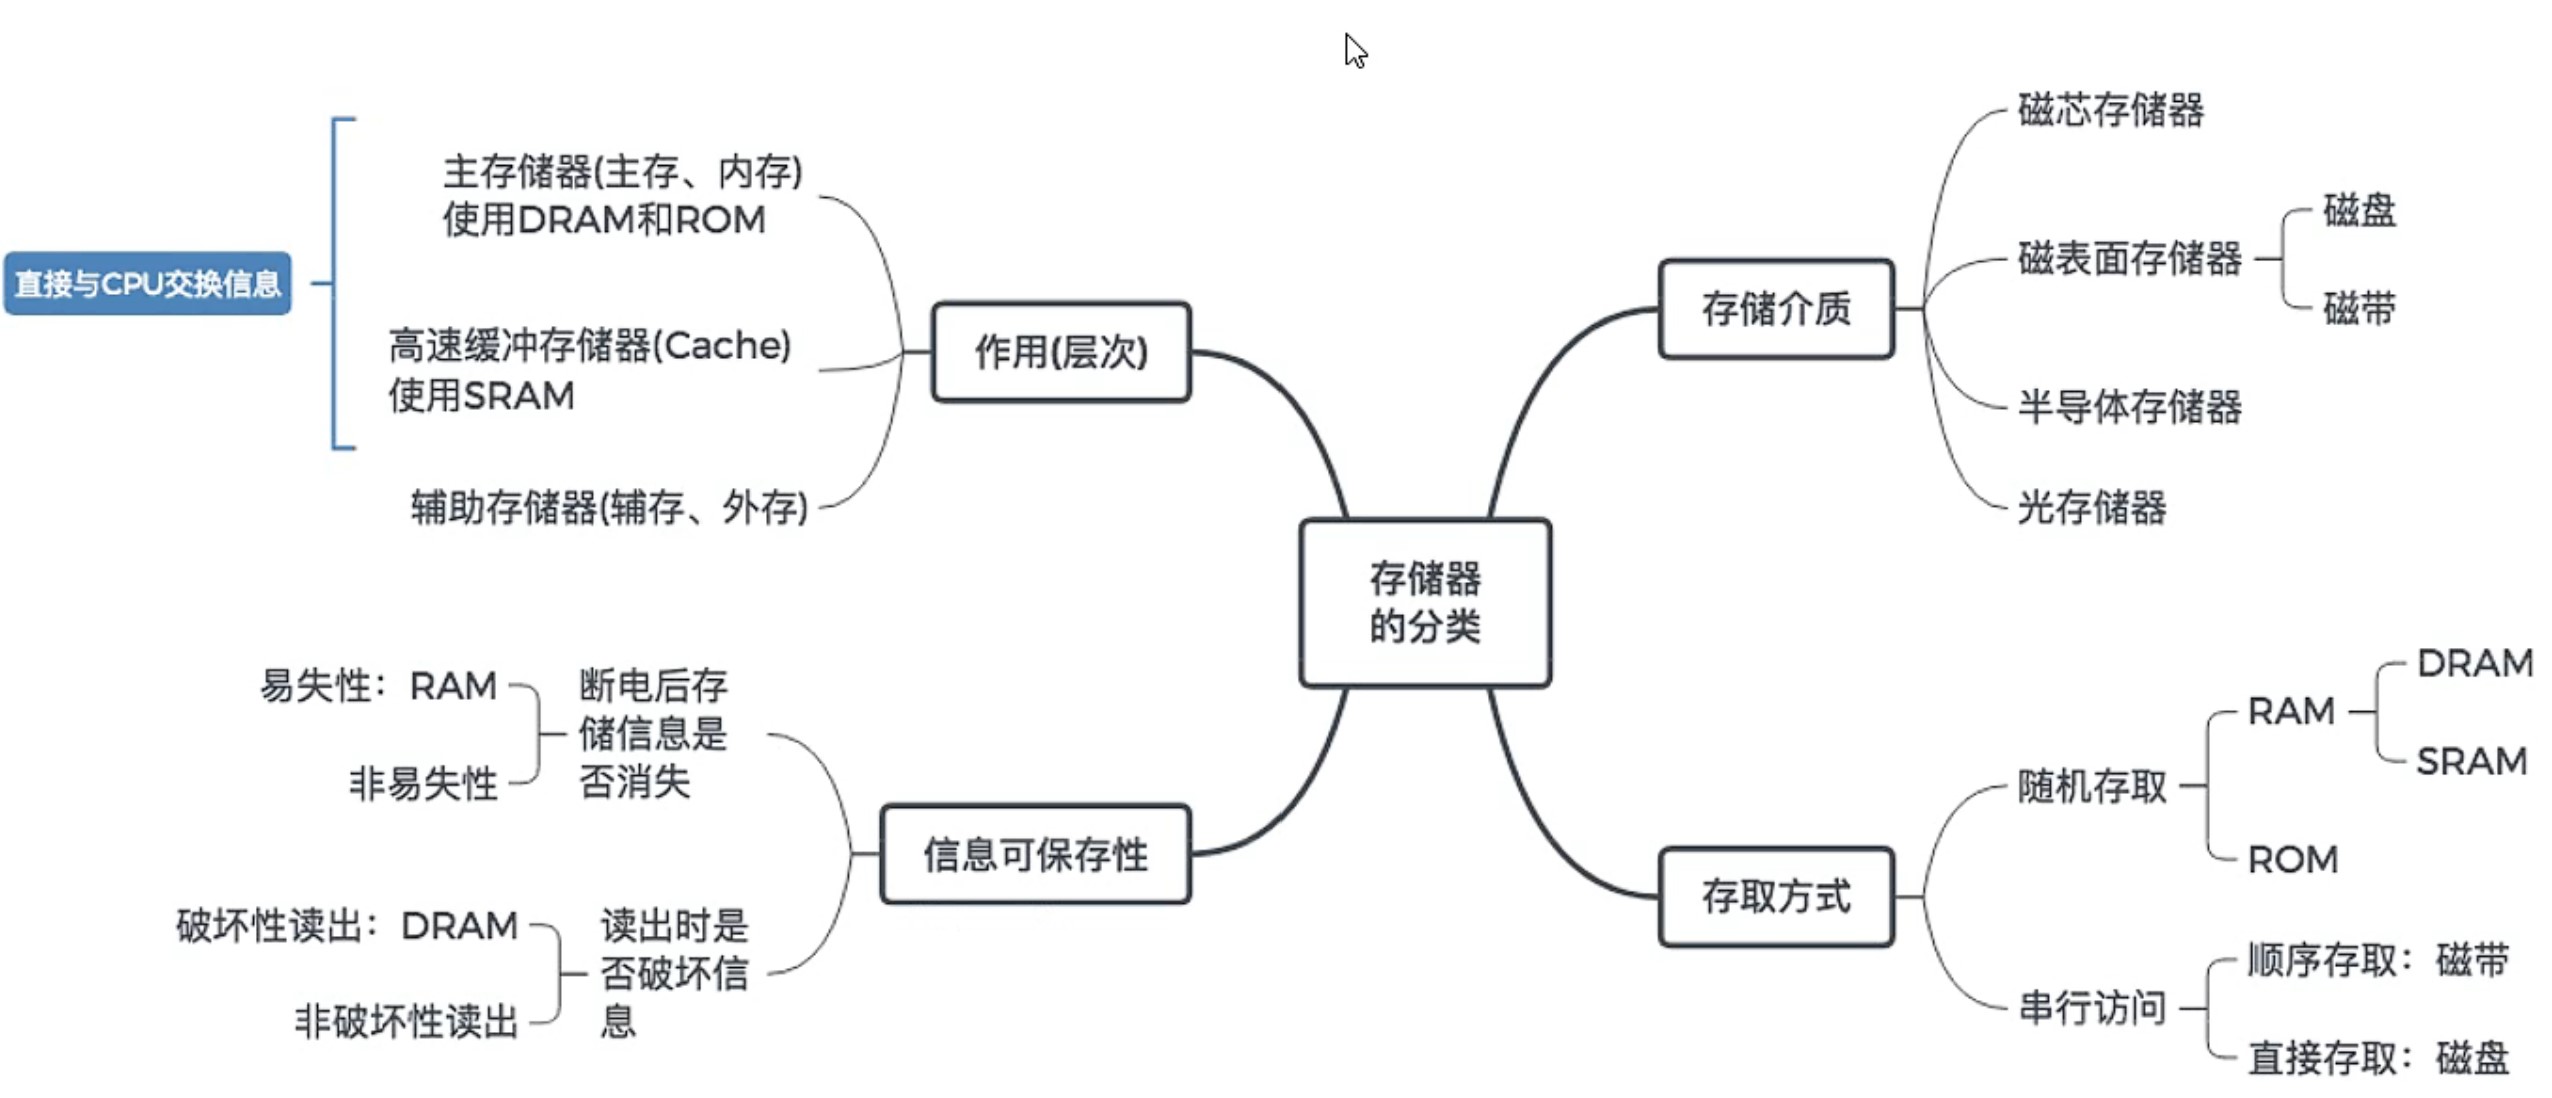 存储器
的分类
作用(层次)
主存储器(主存、内存)
使用DRAM和ROM
高速缓冲存储器(Cache)
使用SRAM
直接与CPU交换信息
辅助存储器(辅存、外存)
信息可保存性
断电后存
储信息是
否消失
易失性：RAM
非易失性
读出时是
否破坏信
息
破坏性读出：DRAM
非破坏性读出
存储介质
磁芯存储器
磁表面存储器
磁盘
磁带
半导体存储器
光存储器
存取方式
随机存取
RAM
DRAM
SRAM
ROM
串行访问
顺序存取：磁带
直接存取：磁盘